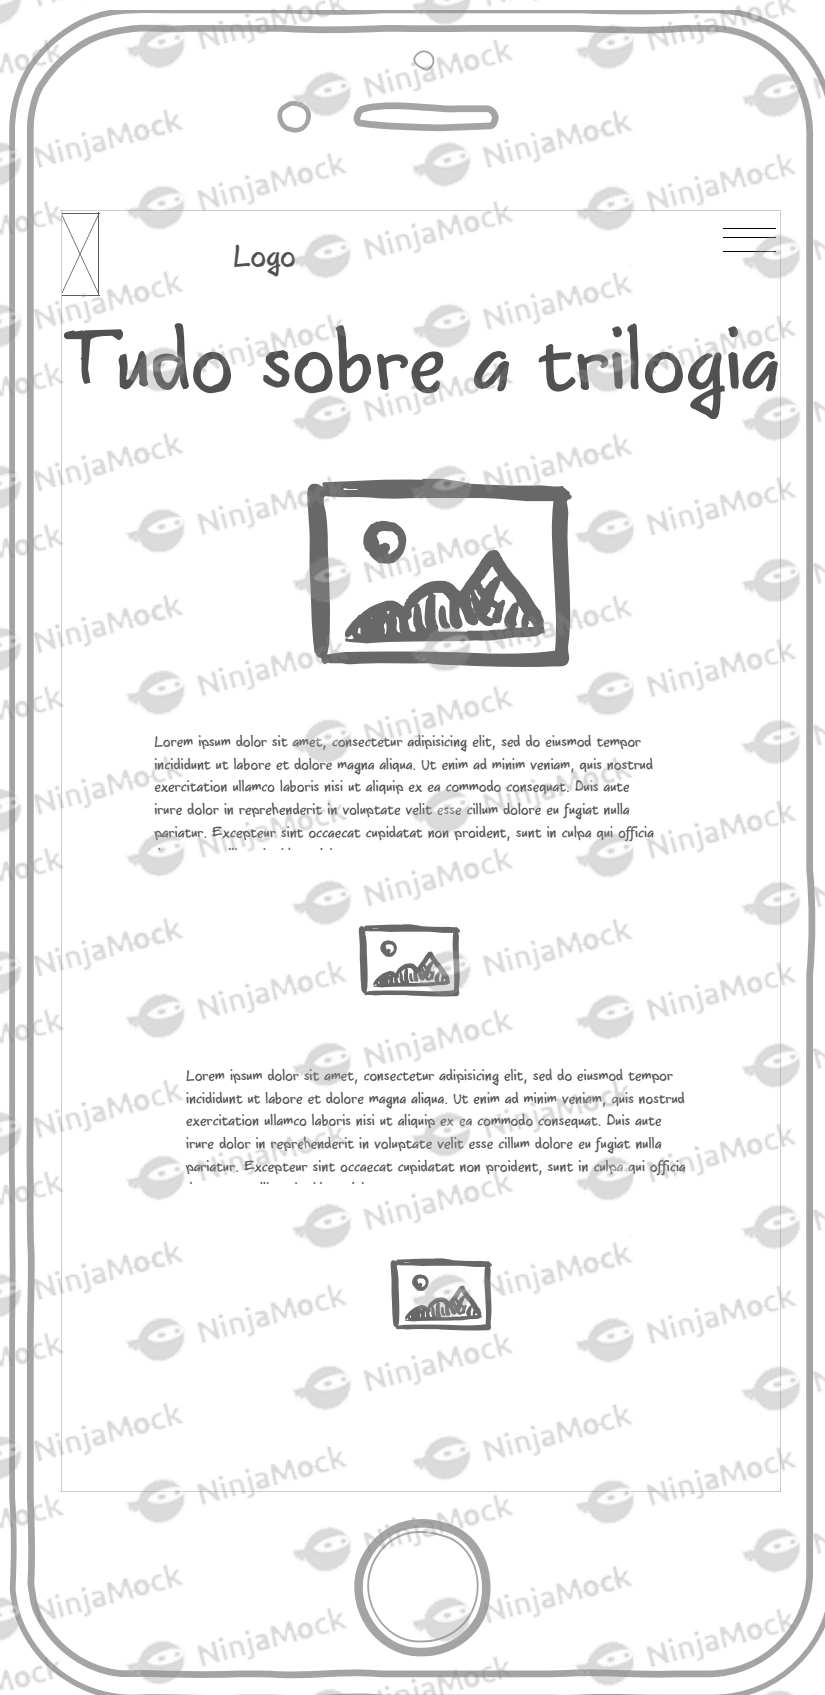 Logo
Tudo sobre a trilogia
Lorem ipsum dolor sit amet, consectetur adipisicing elit, sed do eiusmod tempor
incididunt ut labore et dolore magna aliqua. Ut enim ad minim veniam, quis nostrud
exercitation ullamco laboris nisi ut aliquip ex ea commodo consequat. Duis aute
irure dolor in reprehenderit in voluptate velit esse cillum dolore eu fugiat nulla
pariatur. Excepteur sint occaecat cupidatat non proident, sunt in culpa qui officia
Lorem ipsum dolor sit amet, consectetur adipisicing elit, sed do eiusmod tempor
incididunt ut labore et dolore magna aliqua. Ut enim ad minim veniam, quis nostrud
exercitation ullamco laboris nisi ut aliquip ex ea commodo consequat. Duis aute
irure dolor in reprehenderit in voluptate velit esse cillum dolore eu fugiat nulla
pariatur. Excepteur sint occaecat cupidatat non proident, sunt in culpa qui officia
NinjaMock